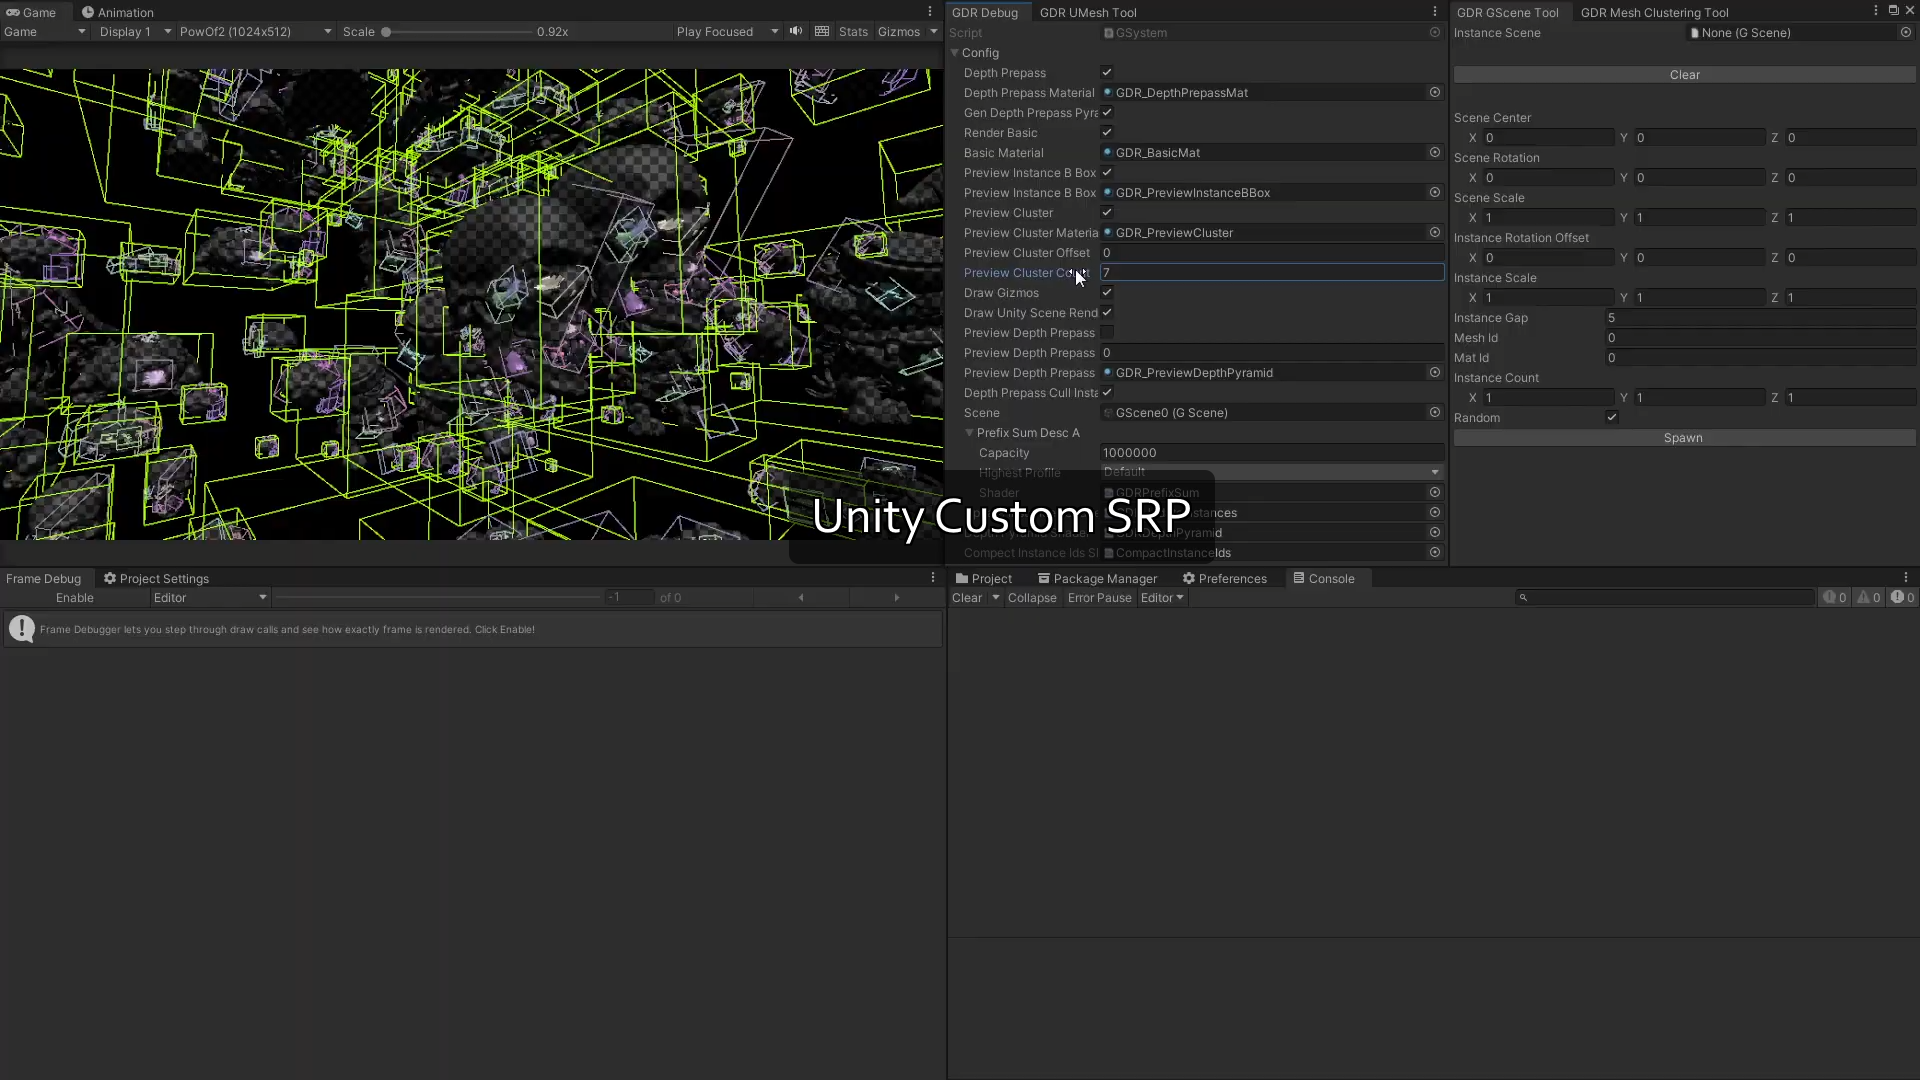 Game
Animation
Game
Display 1
PowOf2 (1024x512)
Scale
0.92x
Play Focused
Stats
Gizmos
GDR Debug
GDR UMesh Tool
Script
GSystem
Config
Depth Prepass
Depth Prepass Material
GDR_DepthPrepassMat
Gen Depth Prepass Pyra
Render Basic
Basic Material
GDR_BasicMat
Preview Instance B Box
Preview Instance B Box
GDR_PreviewInstanceBBox
Preview Cluster
Preview Cluster Materia
GDR_PreviewCluster
Preview Cluster Offset
0
Preview Cluster
7
Draw Gizmos
Draw Unity Scene Rend
Preview Depth Prepass
Preview Depth Prepass
0
Preview Depth Prepass
GDR_PreviewDepthPyramid
Depth Prepass Cull Insta
Scene
GScene0 (G Scene)
Prefix Sum Desc A
Capacity
1000000
Highest Profile
Default
Shader
GDRPrefixSum
Unity Custom SRP
Compect Instance Ids Sl
CompactInstanceIds
GDR GScene Tool
GDR Mesh Clustering Tool
Instance Scene
None (G Scene)
Clear
Scene Center
X 0 Y 0 Z 0
Scene Rotation
X 0 Y 0 Z 0
Scene Scale
X 1 Y 1 Z 1
Instance Rotation Offset
X 0 Y 0 Z 0
Instance Scale
X 1 Y 1 Z 1
Instance Gap
5
Mesh Id
0
Mat Id
0
Instance Count
X 1 Y 1 Z 1
Random
Spawn
Frame Debug
Project Settings
Enable
Editor
-1
of 0
Frame Debugger lets you step through draw calls and see how exactly frame is rendered. Click Enable!
Project
Package Manager
Preferences
Console
Clear
Collapse
Error Pause
Editor
0
0
0